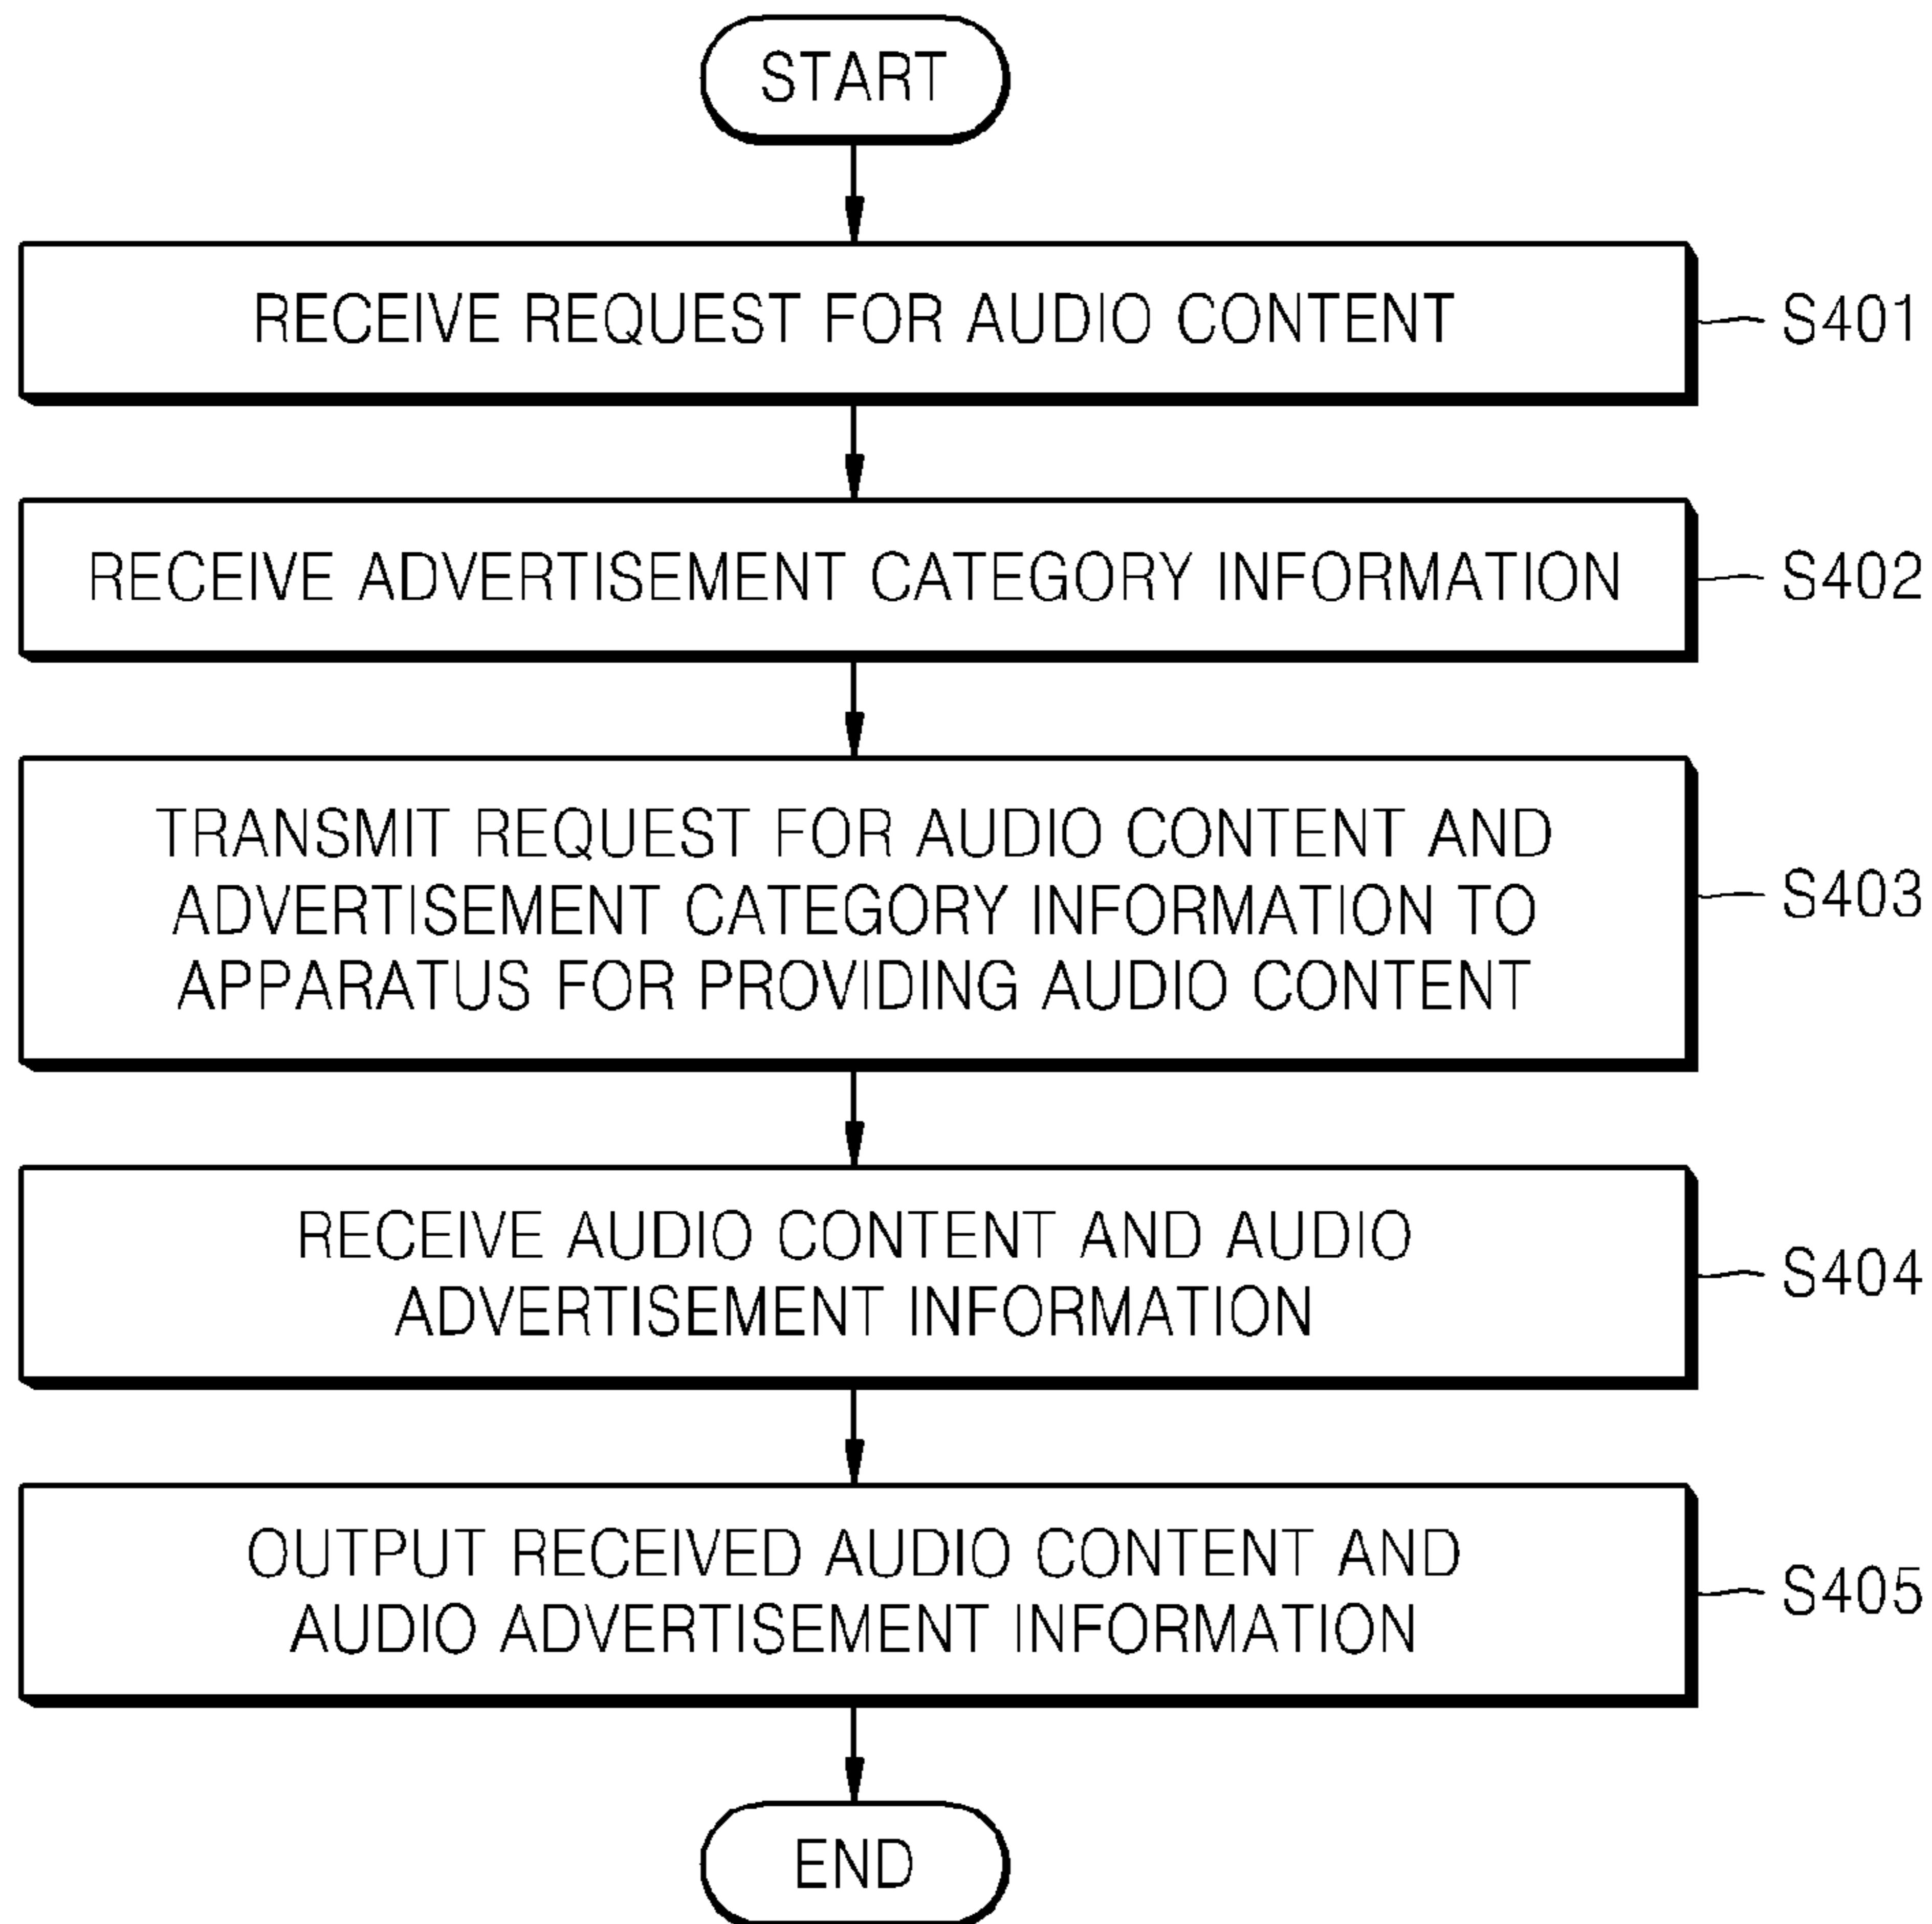 START
RECEIVE REQUEST FOR AUDIO CONTENT
S401
RECEIVE ADVERTISEMENT CATEGORY INFORMATION
S402
TRANSMIT REQUEST FOR AUDIO CONTENT AND
ADVERTISEMENT CATEGORY INFORMATION TO
APPARATUS FOR PROVIDING AUDIO CONTENT
S403
RECEIVE AUDIO CONTENT AND AUDIO
ADVERTISEMENT INFORMATION
S404
OUTPUT RECEIVED AUDIO CONTENT AND
AUDIO ADVERTISEMENT INFORMATION
S405
END